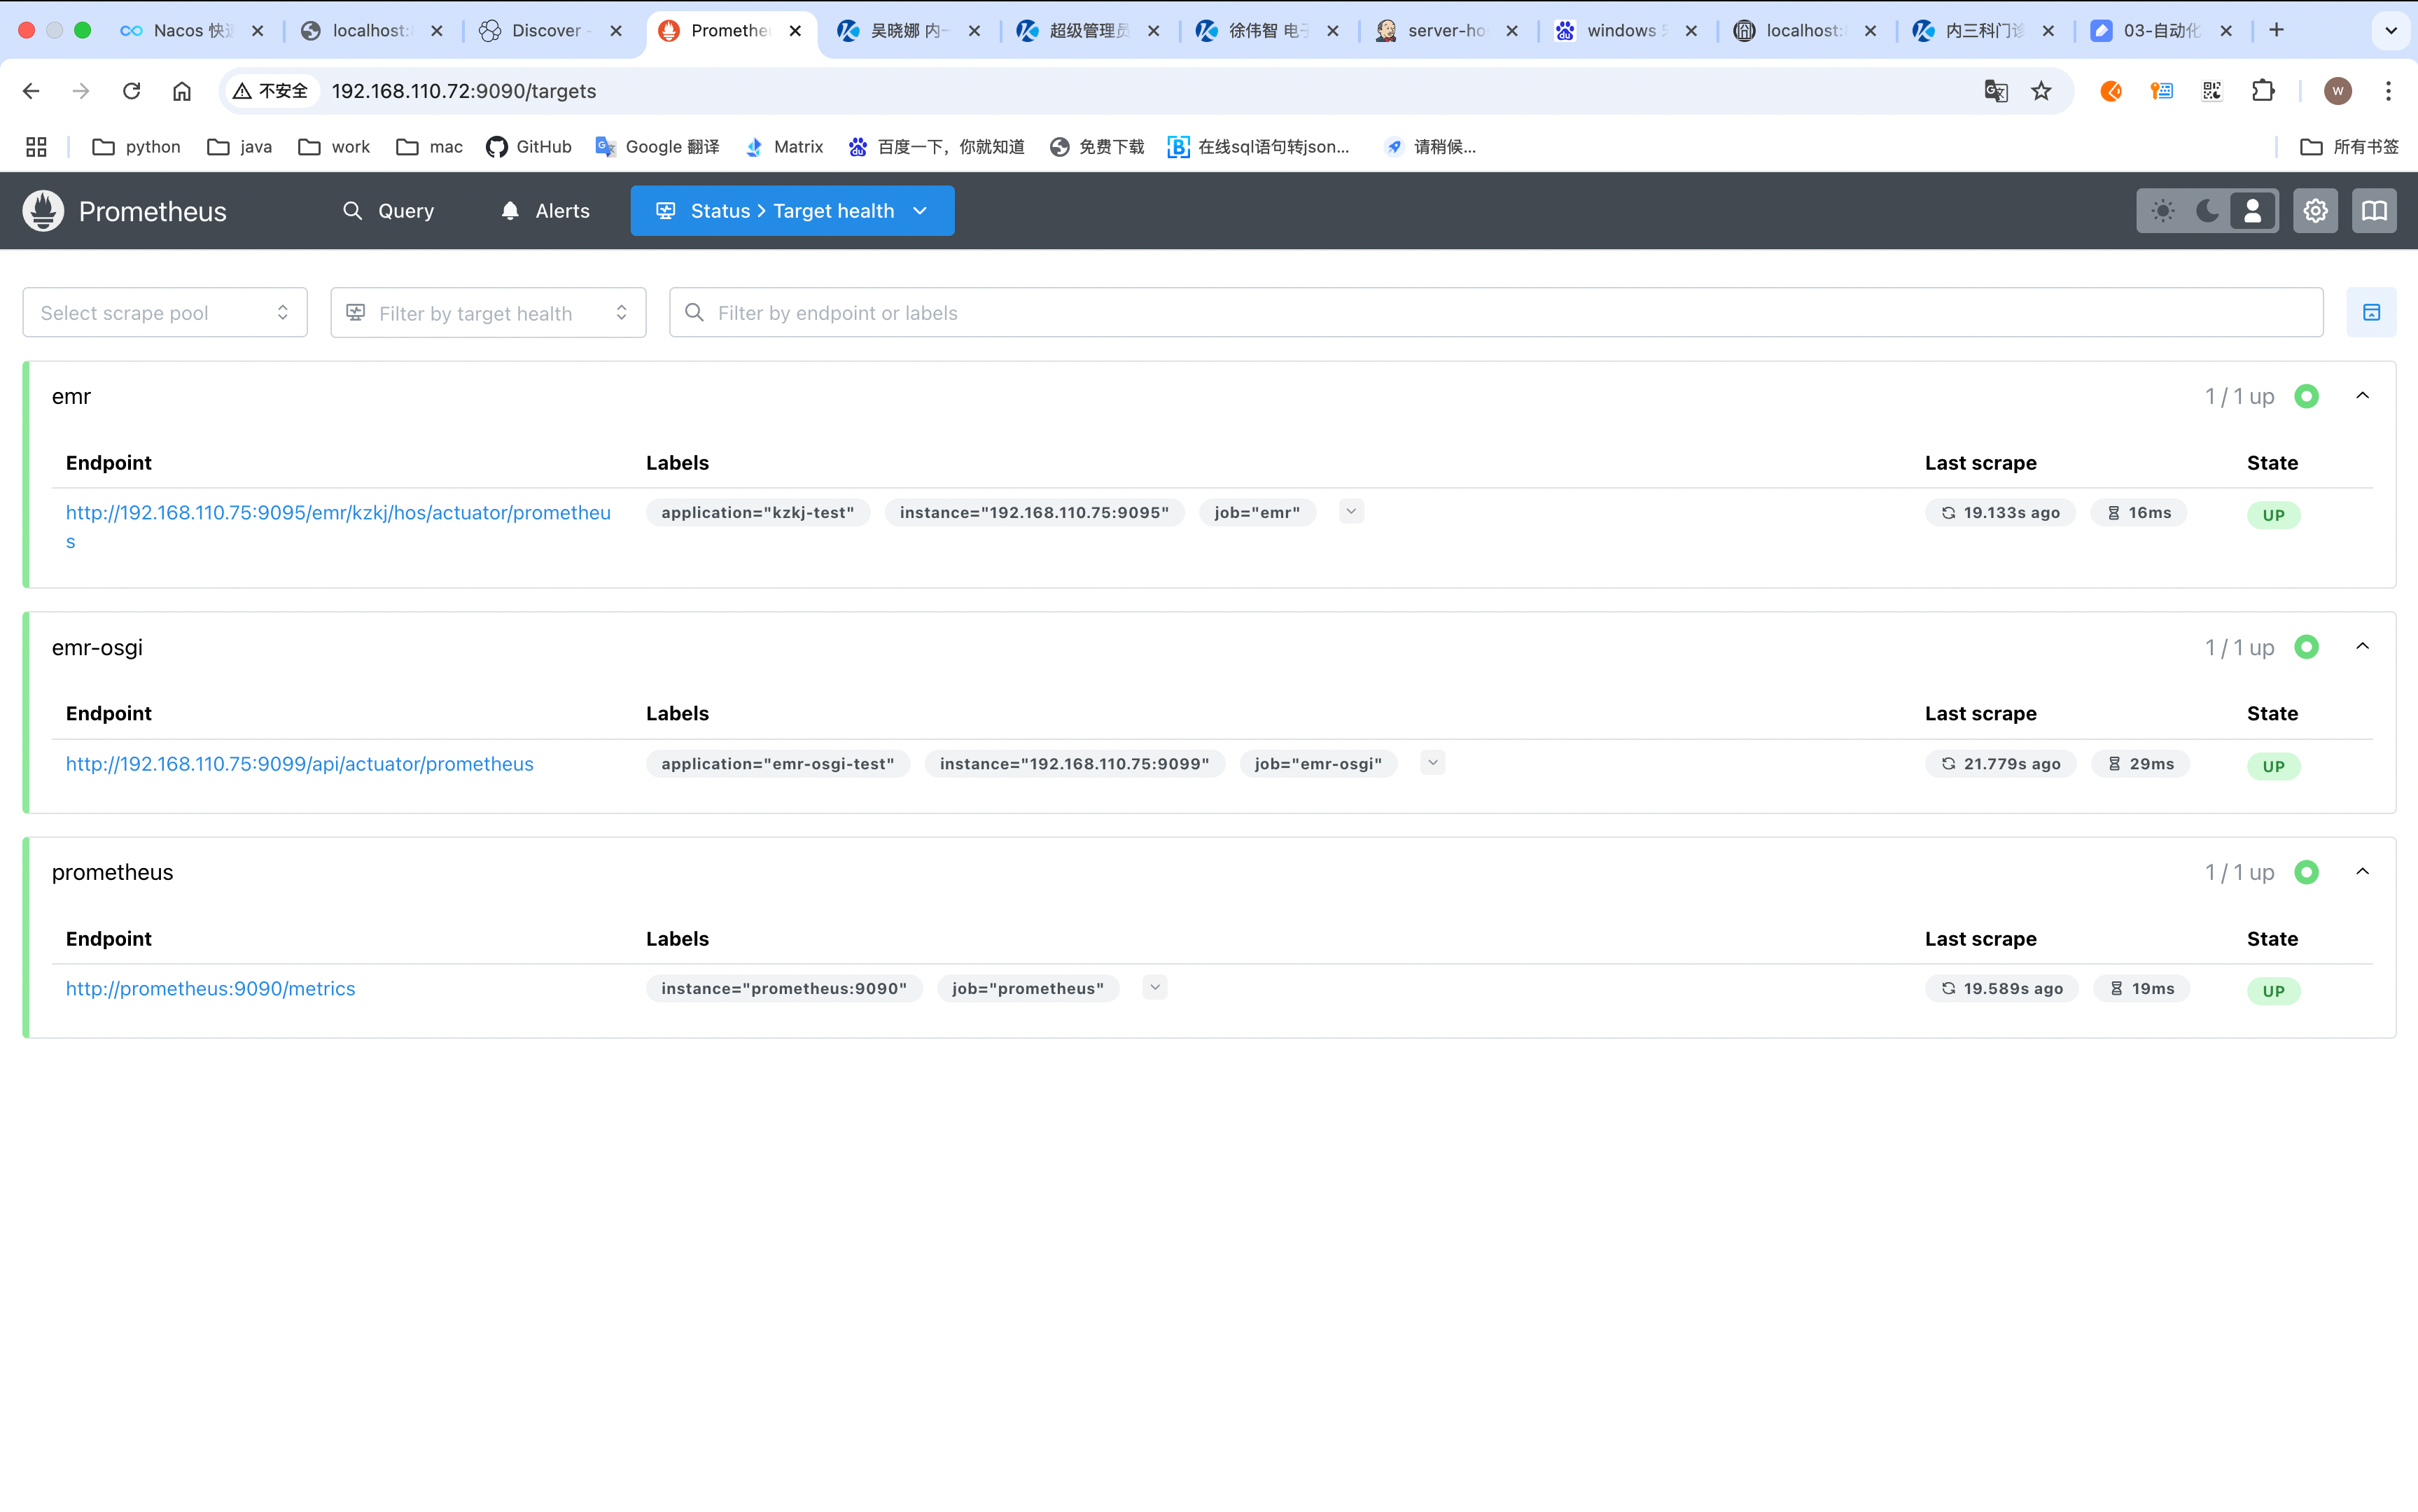 Nacos 快速 localhost:8 Discover - Prometheu 吴晓娜 内一 超级管理员 徐伟智 电子 server-ho windows localhost: 内三科门诊 03-自动化
不安全 192.168.110.72:9090/targets W
python java work mac GitHub Google 翻译 Matrix 百度一下，你就知道 免费下载 在线sql语句转json... 请稍候... 所有书签
Prometheus Query Alerts Status > Target health
Select scrape pool Filter by target health Filter by endpoint or labels
emr 1 / 1 up
Endpoint Labels Last scrape State
http://192.168.110.75:9095/emr/kzkj/hos/actuator/prometheu application="kzkj-test" instance="192.168.110.75:9095" job="emr" 19.133s ago 16ms UP
s
emr-osgi 1 / 1 up
Endpoint Labels Last scrape State
http://192.168.110.75:9099/api/actuator/prometheus application="emr-osgi-test" instance="192.168.110.75:9099" job="emr-osgi" 21.779s ago 29ms UP
prometheus 1 / 1 up
Endpoint Labels Last scrape State
http://prometheus:9090/metrics instance="prometheus:9090" job="prometheus" 19.589s ago 19ms UP